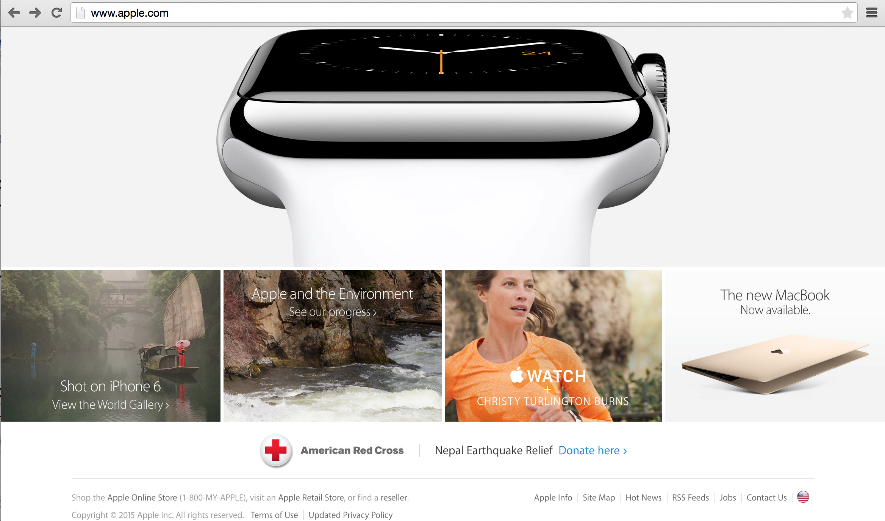 www.apple.com
24
Shot on iPhone 6
View the World Gallery ›
Apple and the Environment
See our progress ›
WATCH
+
CHRISTY TURLINGTON BURNS
The new MacBook
Now available.
American Red Cross
Nepal Earthquake Relief Donate here ›
Shop the Apple Online Store (1-800-MY-APPLE), visit an Apple Retail Store, or find a reseller.
Apple Info | Site Map | Hot News | RSS Feeds | Jobs | Contact Us
Copyright © 2015 Apple Inc. All rights reserved. Terms of Use | Updated Privacy Policy